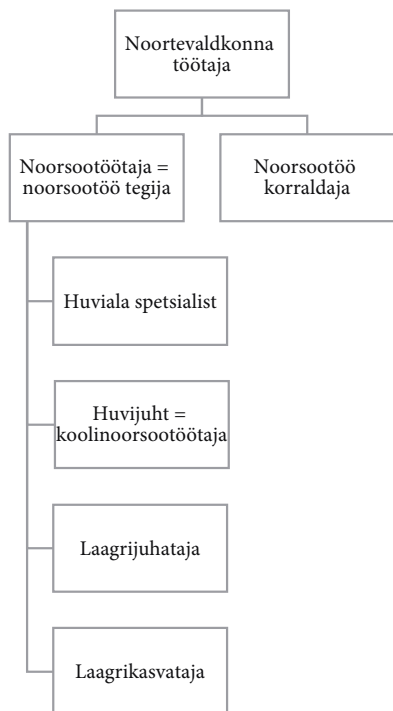 Noortevaldkonna
töötaja
Noorsootöötaja =
noorsootöö tegija
Noorsootöö
korraldaja
Huviala spetsialist
Huvijuht =
koolinoorsootöötaja
Laagrijuhataja
Laagrikasvataja